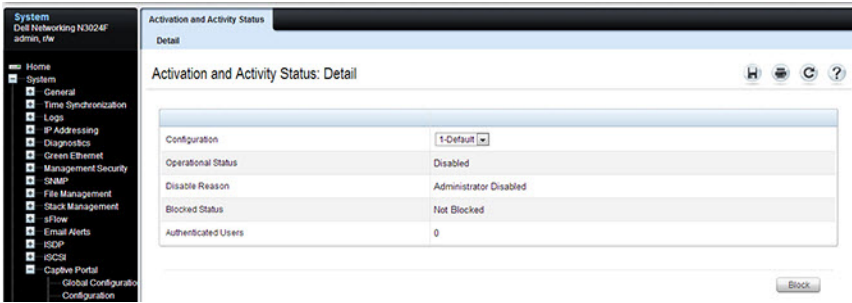 System
Dell Networking N3024F
admin, r/w
Home
System
General
Time Synchronization
Logs
IP Addressing
Diagnostics
Green Ethernet
Management Security
SNMP
File Management
Stack Management
sFlow
Email Alerts
ISDP
iSCSI
Captive Portal
Global Configuratio
Configuration
Activation and Activity Status
Detail
Activation and Activity Status: Detail
?
Configuration 1-Default
Operational Status Disabled
Disable Reason Administrator Disabled
Blocked Status Not Blocked
Authenticated Users 0
Block